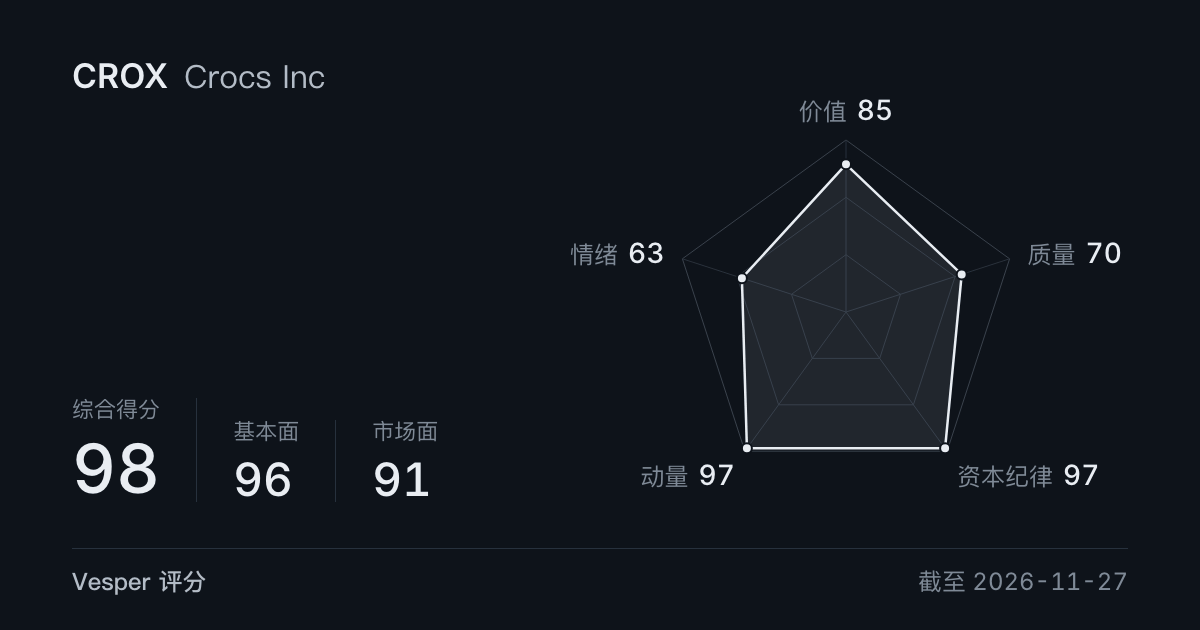 CROX Crocs Inc
价值 85
情绪 63
质量 70
动量 97
资本纪律 97
综合得分
98
基本面
96
市场面
91
Vesper 评分
截至 2026-11-27